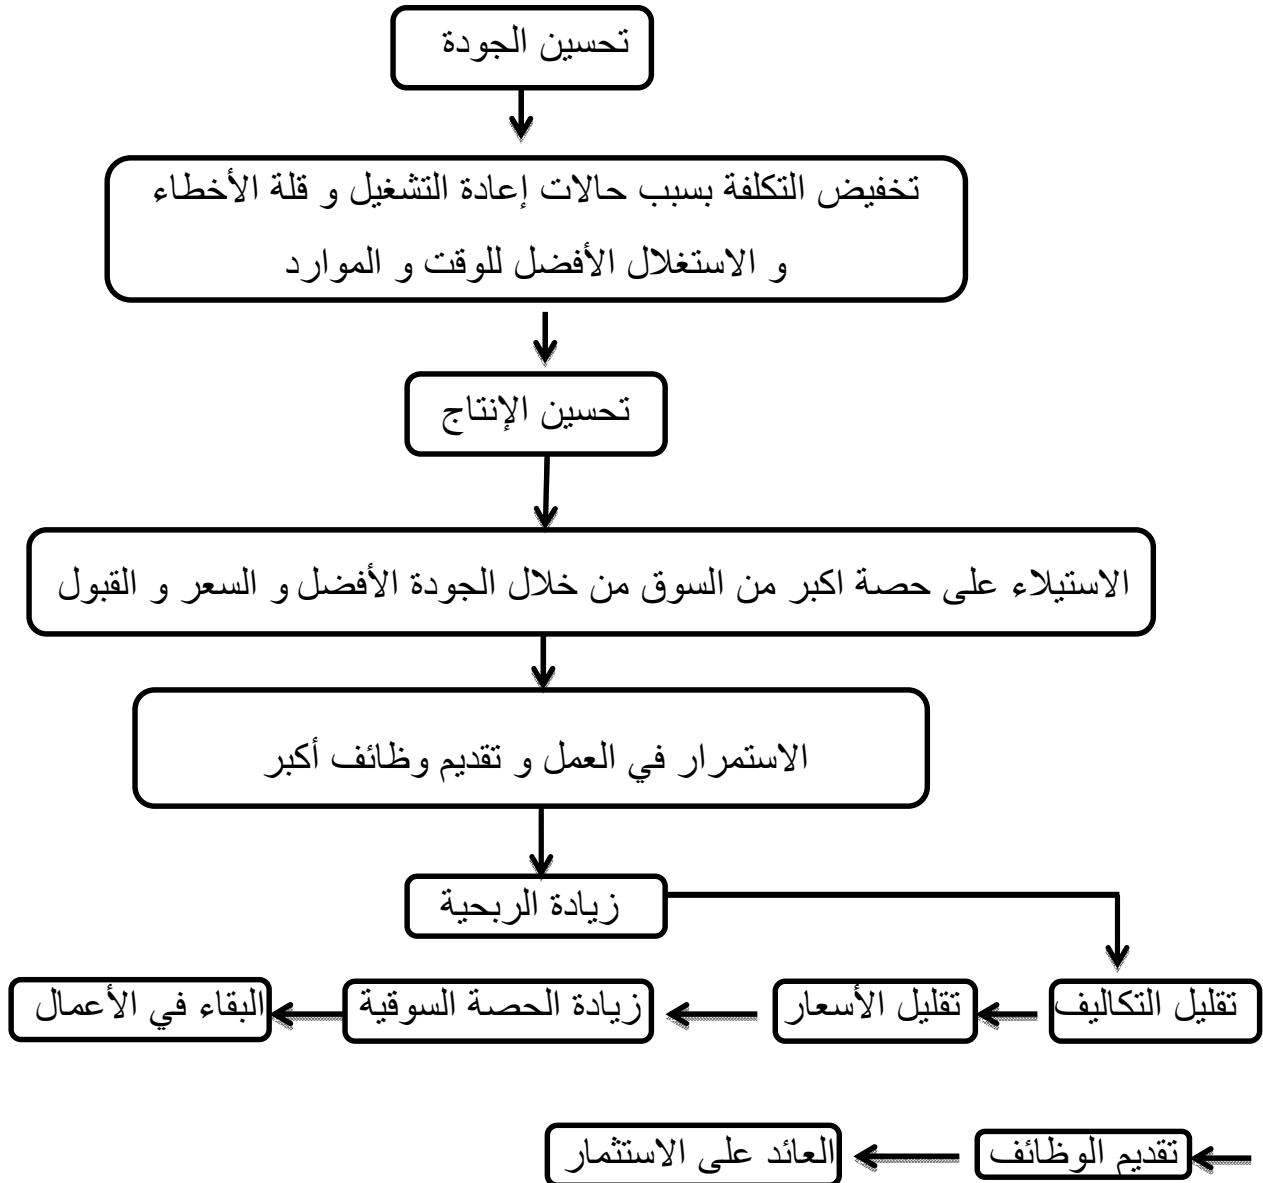 تحسين الجودة
تخفيض التكلفة بسبب حالات إعادة التشغيل و قلة الأخطاء
و الاستغلال الأفضل للوقت و الموارد
تحسين الإنتاج
الاستيلاء على حصة اكبر من السوق من خلال الجودة الأفضل و السعر و القبول
الاستمرار في العمل و تقديم وظائف أكبر
زيادة الربحية
تقليل التكاليف
تقليل الأسعار
زيادة الحصة السوقية
البقاء في الأعمال
تقديم الوظائف
العائد على الاستثمار